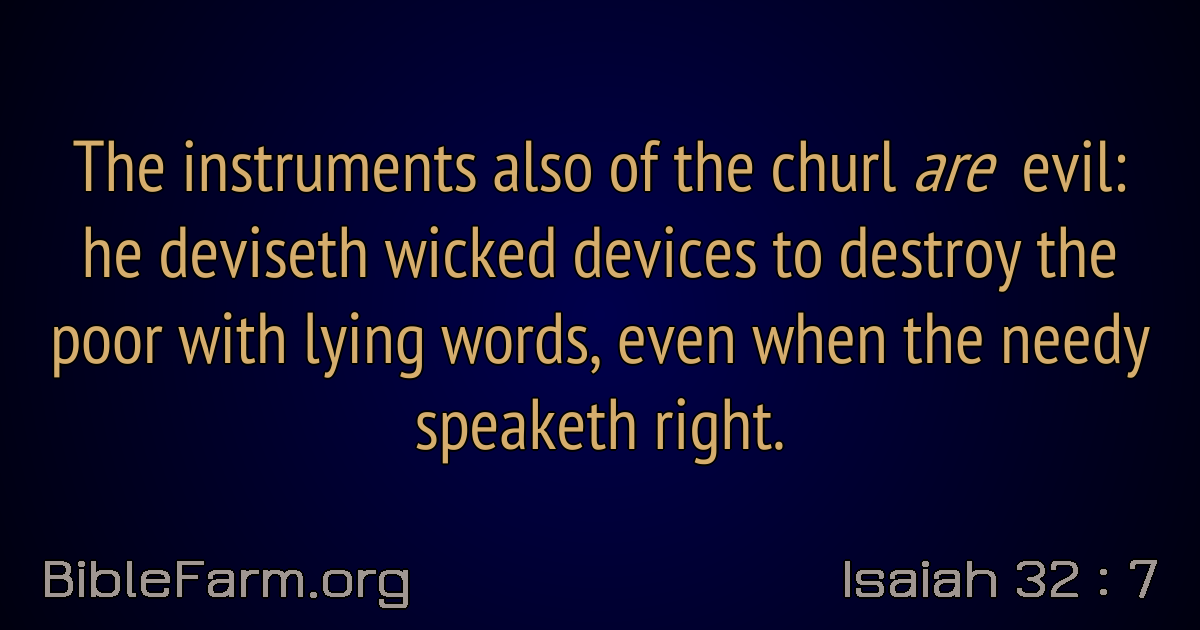 The instruments also of the churl are evil:
he deviseth wicked devices to destroy the
poor with lying words, even when the needy
speaketh right.
BibleFarm.org
Isaiah 32 : 7